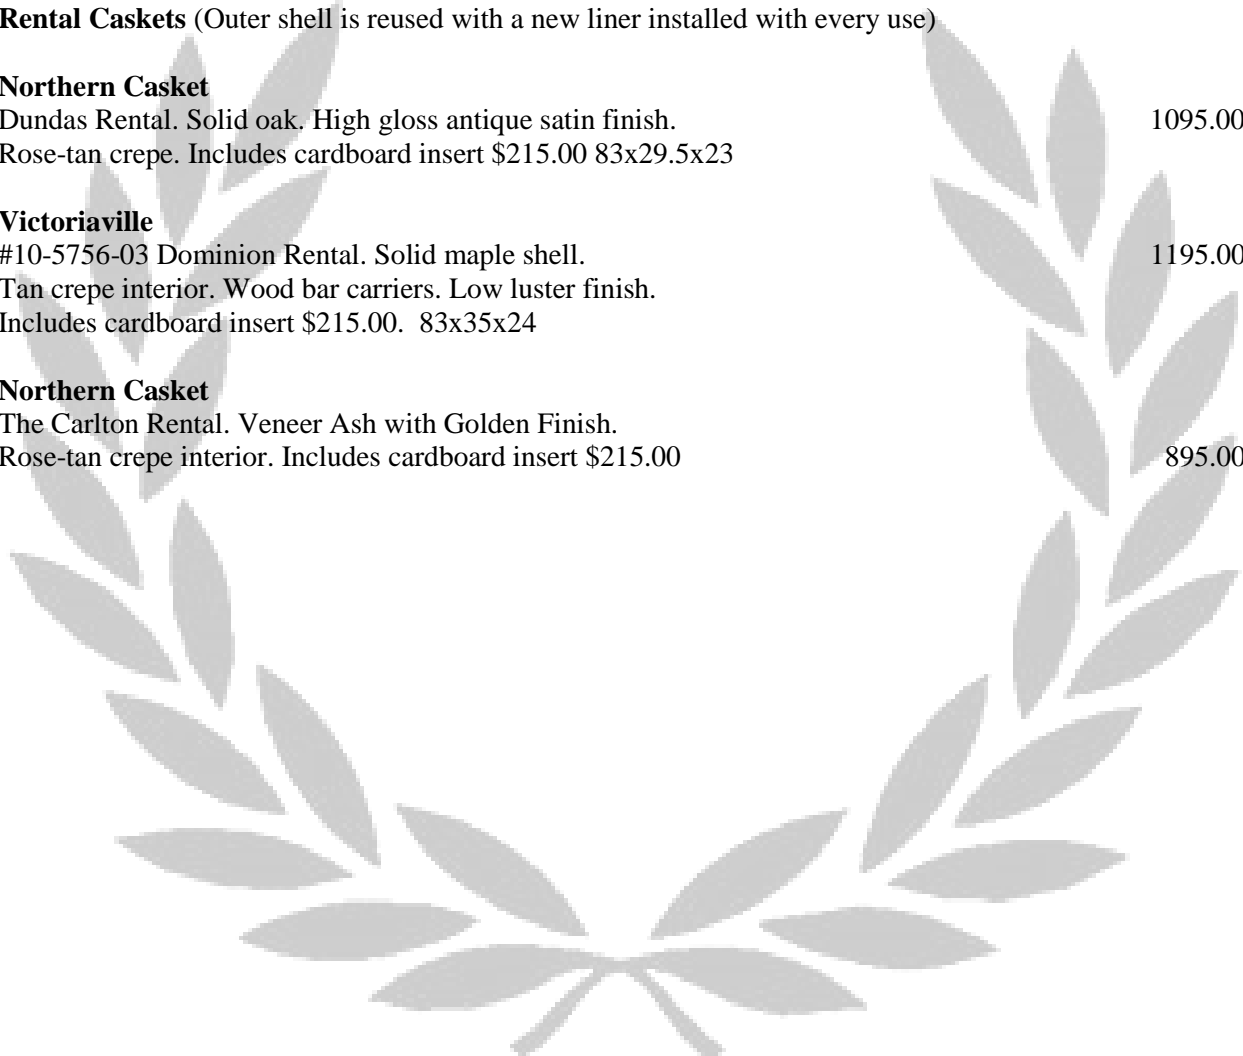 Rental Caskets (Outer shell is reused with a new liner installed with every use)
Northern Casket
Dundas Rental. Solid oak. High gloss antique satin finish. 1095.00
Rose-tan crepe. Includes cardboard insert $215.00 83x29.5x23
Victoriaville
#10-5756-03 Dominion Rental. Solid maple shell. 1195.00
Tan crepe interior. Wood bar carriers. Low luster finish.
Includes cardboard insert $215.00.  83x35x24
Northern Casket
The Carlton Rental. Veneer Ash with Golden Finish.
Rose-tan crepe interior. Includes cardboard insert $215.00 895.00